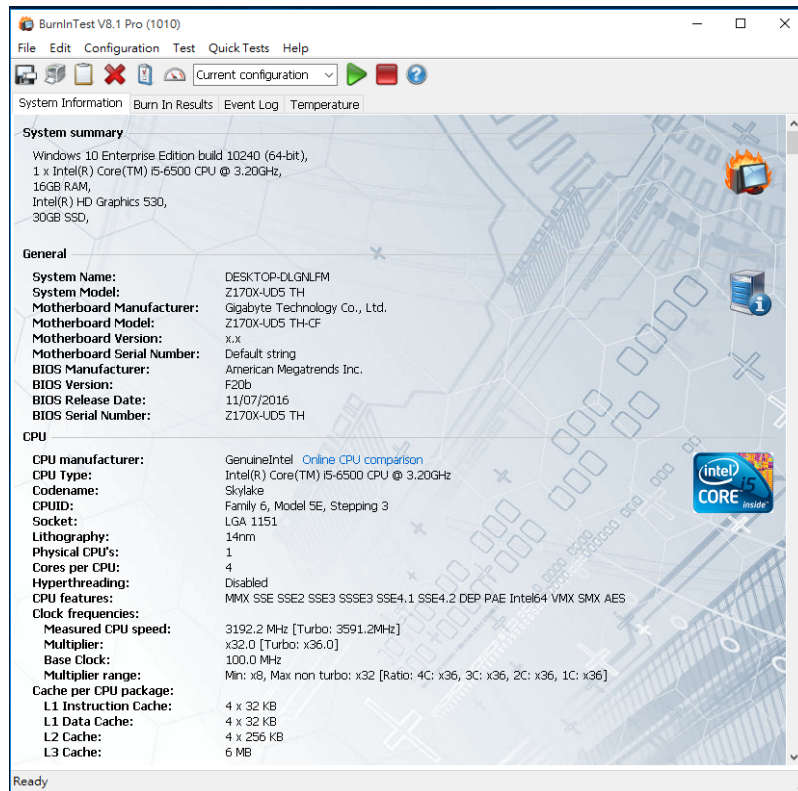 BurnInTest V8.1 Pro (1010)
File Edit Configuration Test Quick Tests Help
Current configuration
System Information Burn In Results Event Log Temperature
System summary
Windows 10 Enterprise Edition build 10240 (64-bit),
1 x Intel(R) Core(TM) i5-6500 CPU @ 3.20GHz,
16GB RAM,
Intel(R) HD Graphics 530,
30GB SSD,
General
System Name: DESKTOP-DLGNLFM
System Model: Z170X-UD5 TH
Motherboard Manufacturer: Gigabyte Technology Co., Ltd.
Motherboard Model: Z170X-UD5 TH-CF
Motherboard Version: x.x
Motherboard Serial Number: Default string
BIOS Manufacturer: American Megatrends Inc.
BIOS Version: F20b
BIOS Release Date: 11/07/2016
BIOS Serial Number: Z170X-UD5 TH
CPU
CPU manufacturer: GenuineIntel Online CPU comparison
CPU Type: Intel(R) Core(TM) i5-6500 CPU @ 3.20GHz
Codename: Skylake
CPUID: Family 6, Model 5E, Stepping 3
Socket: LGA 1151
Lithography: 14nm
Physical CPU's: 1
Cores per CPU: 4
Hyperthreading: Disabled
CPU features: MMX SSE SSE2 SSE3 SSSE3 SSE4.1 SSE4.2 DEP PAE Intel64 VMX SMX AES
Clock frequencies:
Measured CPU speed: 3192.2 MHz [Turbo: 3591.2MHz]
Multiplier: x32.0 [Turbo: x36.0]
Base Clock: 100.0 MHz
Multiplier range: Min: x8, Max non turbo: x32 [Ratio: 4C: x36, 3C: x36, 2C: x36, 1C: x36]
Cache per CPU package:
L1 Instruction Cache: 4 x 32 KB
L1 Data Cache: 4 x 32 KB
L2 Cache: 4 x 256 KB
L3 Cache: 6 MB
(intel)
CORE i5
inside™
Ready